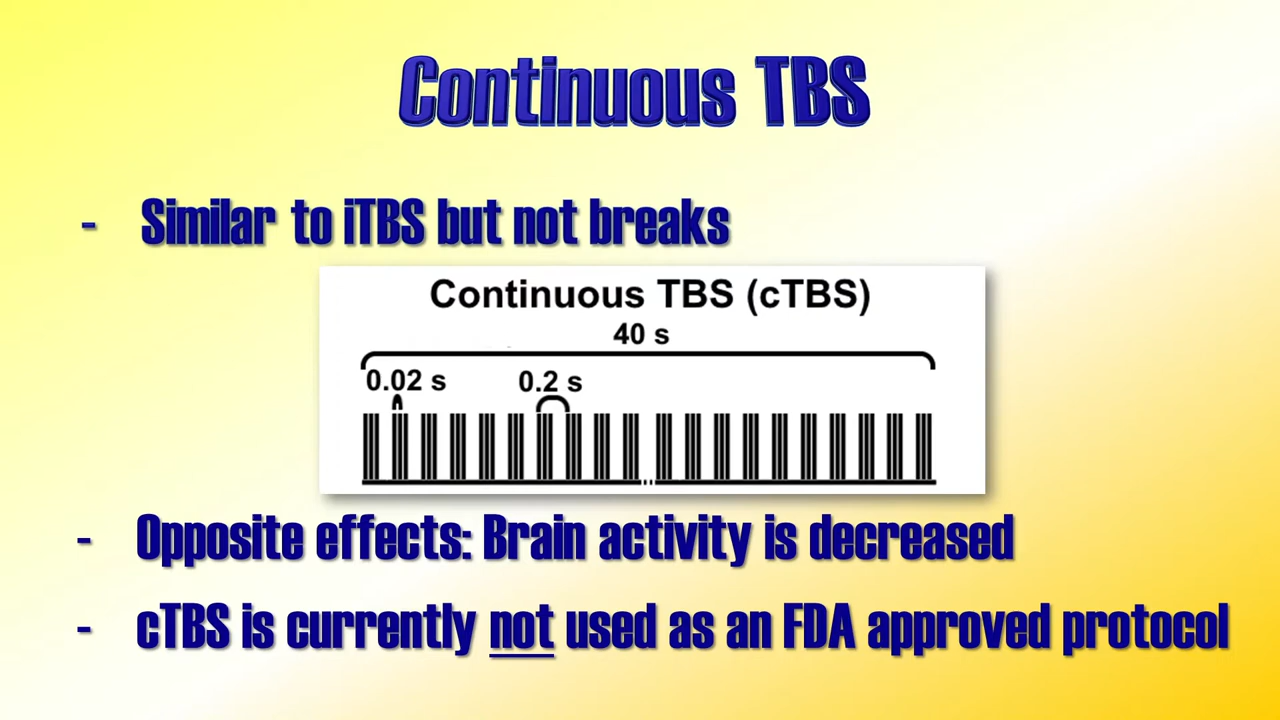 Continuous TBS
- Similar to iTBS but not breaks
Continuous TBS (cTBS)
40 s
0.02 s 0.2 s
- Opposite effects: Brain activity is decreased
- cTBS is currently not used as an FDA approved protocol